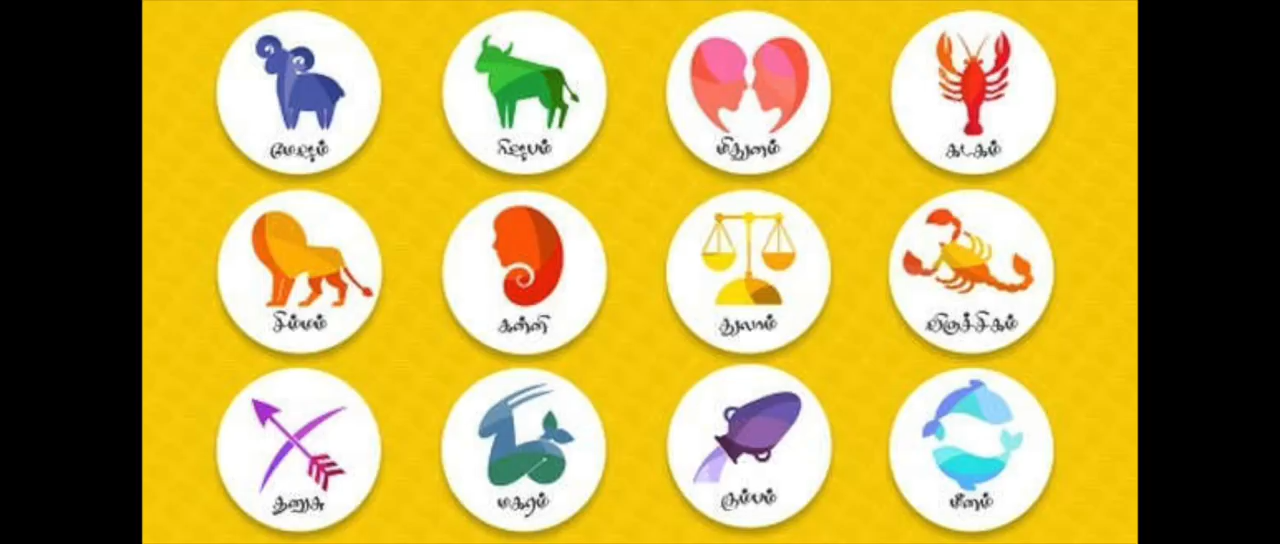 மேஷம்
ரிஷபம்
மிதுனம்
கடகம்
சிம்மம்
கன்னி
துலாம்
விருச்சிகம்
தனுசு
மகரம்
கும்பம்
மீனம்